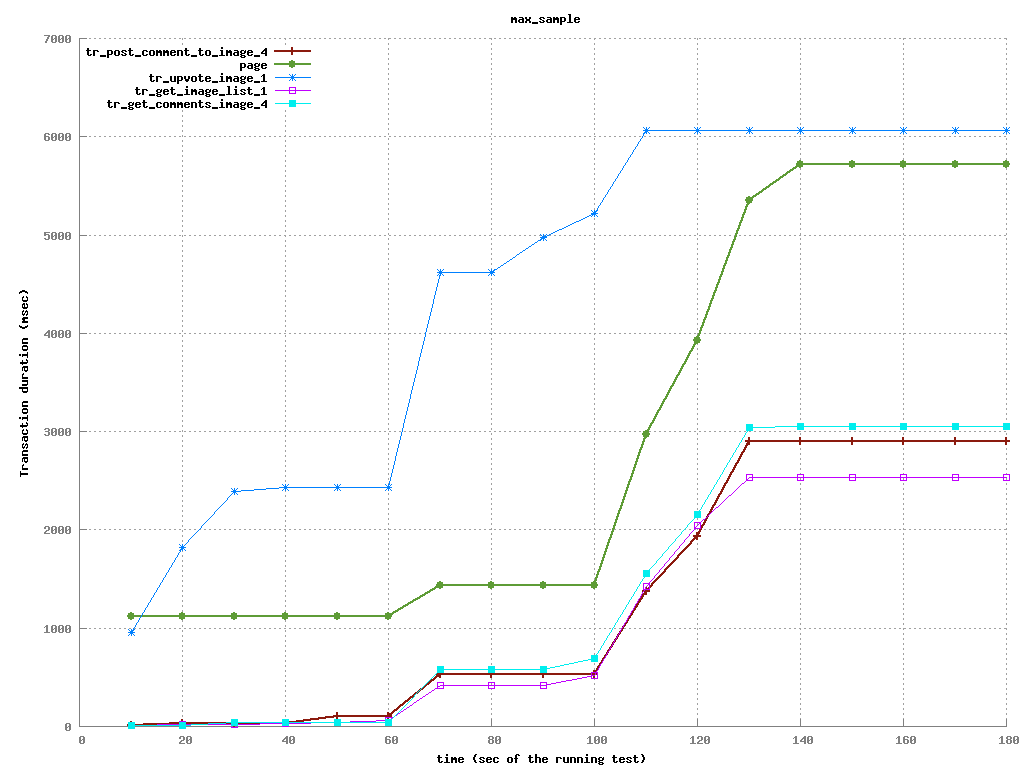 max_sample
tr_post_comment_to_image_4
page
tr_upvote_image_1
tr_get_image_list_1
tr_get_comments_image_4
7000
6000
5000
4000
3000
2000
1000
0
Transaction duration (msec)
0 20 40 60 80 100 120 140 160 180
time (sec of the running test)